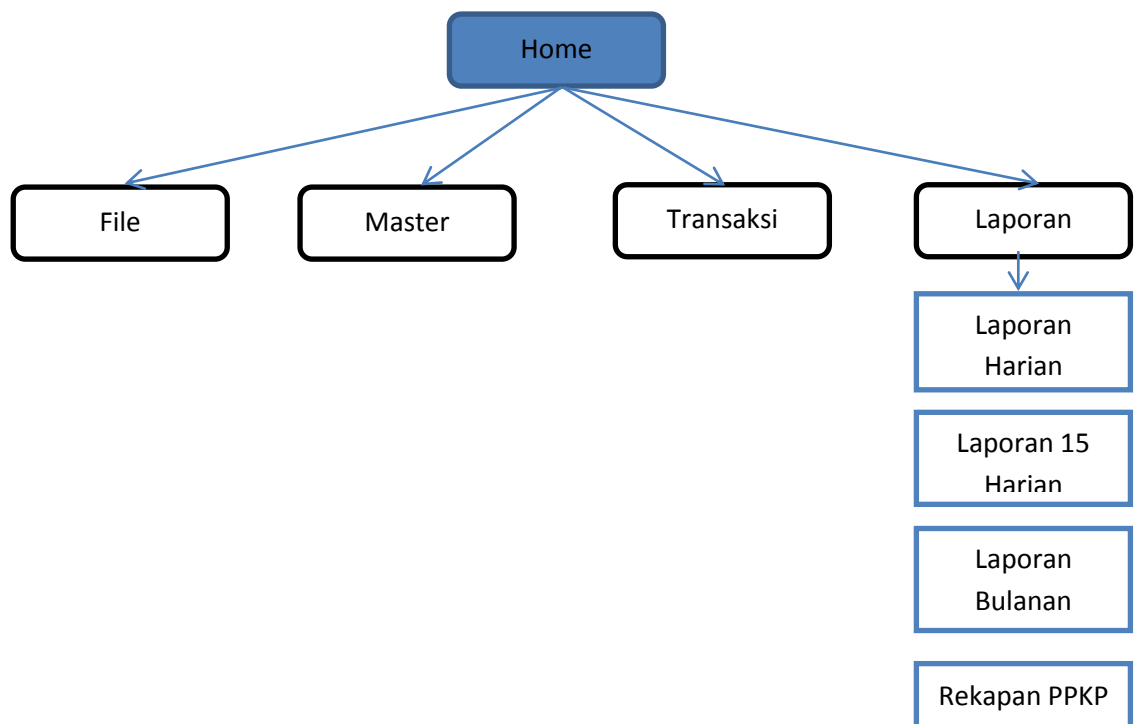 Home
File
Master
Transaksi
Laporan
Laporan
Harian
Laporan 15
Harian
Laporan
Bulanan
Rekapan PPKP